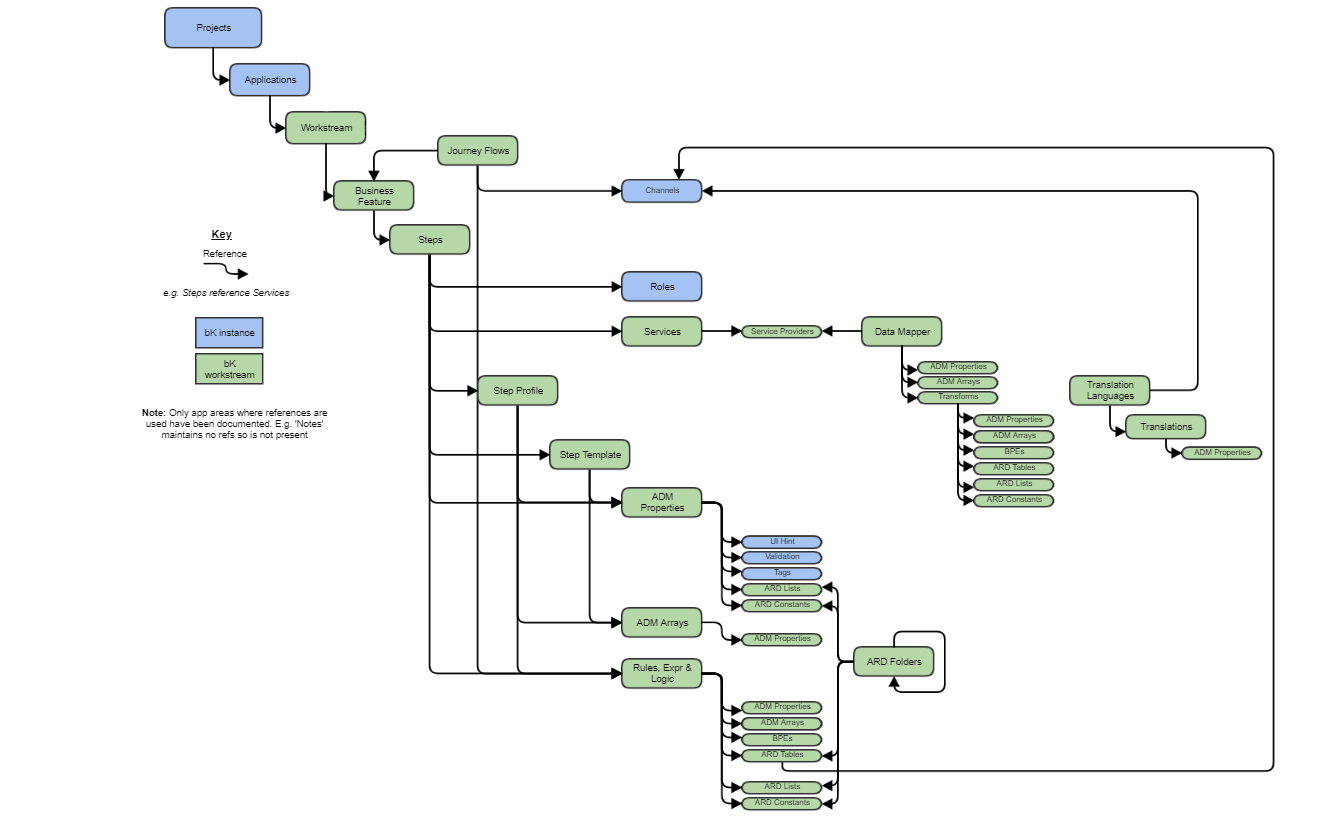 Projects
Applications
Workstream
Journey Flows
Business
Feature
Channels
Steps
Key
Reference
e.g. Steps reference Services
bK instance
bK
workstream
Note: Only app areas where references are
used have been documented. E.g. 'Notes'
maintains no refs so is not present
Roles
Services
Service Providers
Data Mapper
ADM Properties
ADM Arrays
Transforms
ADM Properties
ADM Arrays
BPEs
ARD Tables
ARD Lists
ARD Constants
Translation
Languages
Translations
ADM Properties
Step Profile
Step Template
ADM
Properties
UI Hint
Validation
Tags
ARD Lists
ARD Constants
ADM Arrays
ADM Properties
ARD Folders
Rules, Expr &
Logic
ADM Properties
ADM Arrays
BPEs
ARD Tables
ARD Lists
ARD Constants